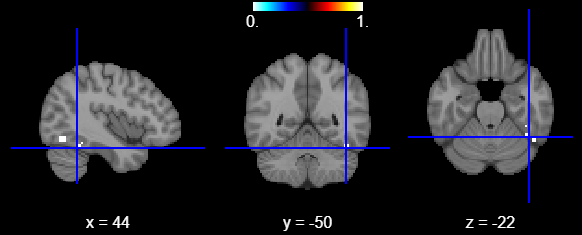 0. 1.
x = 44 y = -50 z = -22